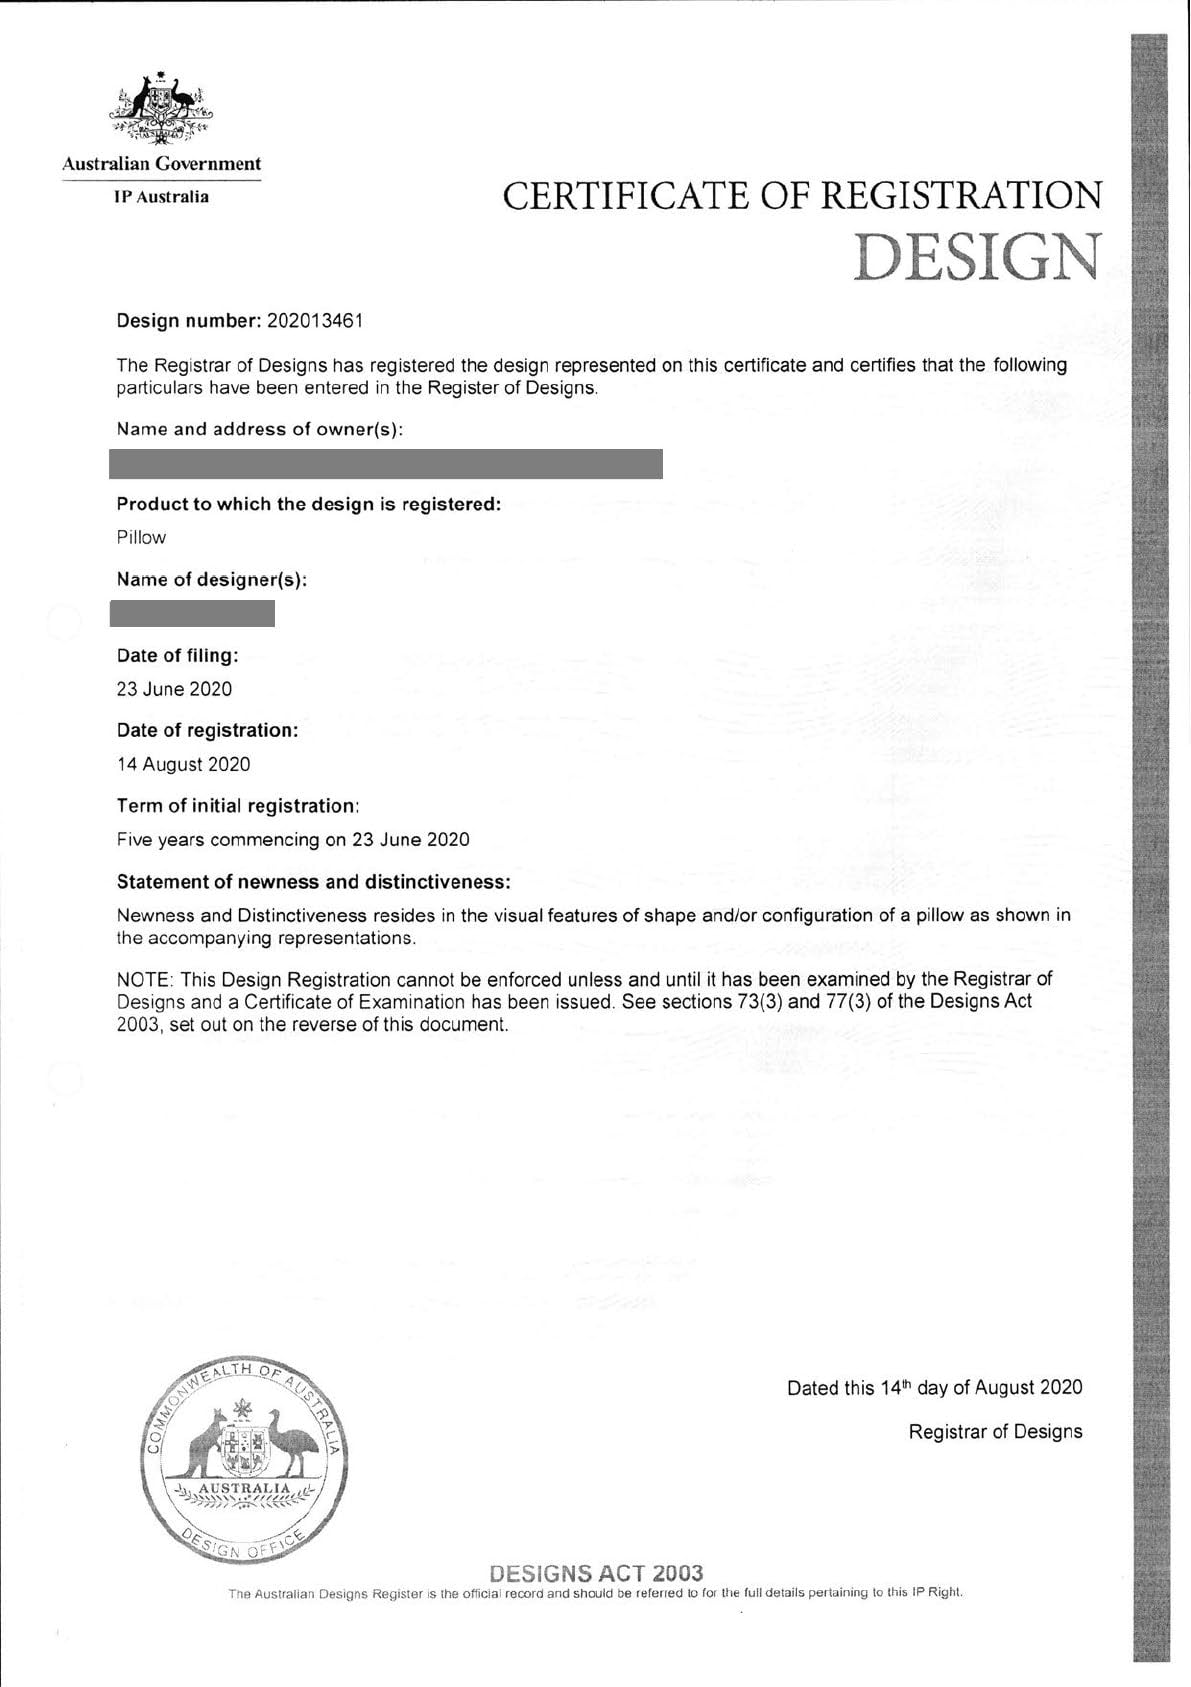 Australian Government
IP Australia
CERTIFICATE OF REGISTRATION
DESIGN
Design number: 202013461
The Registrar of Designs has registered the design represented on this certificate and certifies that the following
particulars have been entered in the Register of Designs.
Name and address of owner(s):
Product to which the design is registered:
Pillow
Name of designer(s):
Date of filing:
23 June 2020
Date of registration:
14 August 2020
Term of initial registration:
Five years commencing on 23 June 2020
Statement of newness and distinctiveness:
Newness and Distinctiveness resides in the visual features of shape and/or configuration of a pillow as shown in
the accompanying representations.
NOTE: This Design Registration cannot be enforced unless and until it has been examined by the Registrar of
Designs and a Certificate of Examination has been issued. See sections 73(3) and 77(3) of the Designs Act
2003, set out on the reverse of this document.
COMMONWEALTH OF AUSTRALIA
AUSTRALIA
DESIGN OFFICE
Dated this 14th day of August 2020
Registrar of Designs
DESIGNS ACT 2003
The Australian Designs Register is the official record and should be referred to for the full details pertaining to this IP Right.